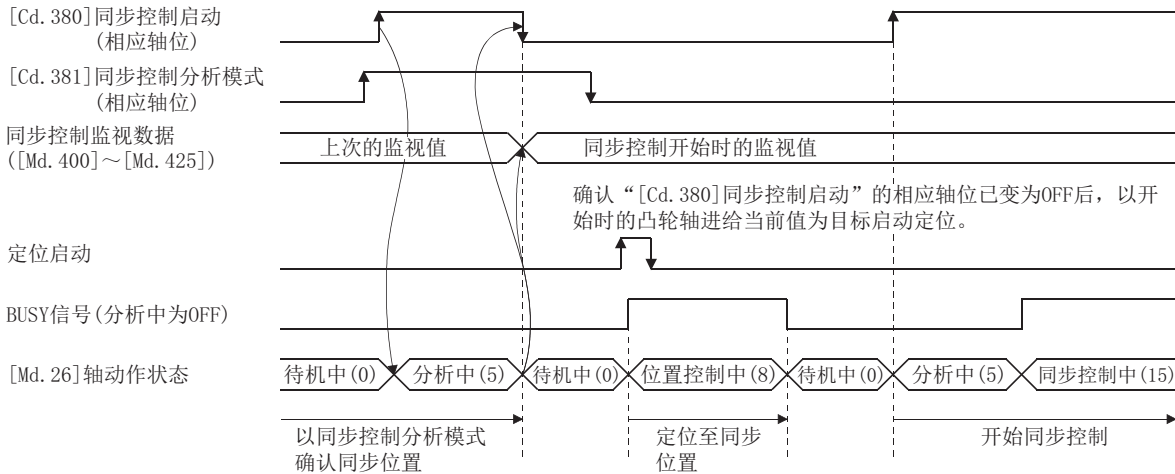 [Cd.380]同步控制启动
(相应轴位)
[Cd.381]同步控制分析模式
(相应轴位)
同步控制监视数据
([Md.400]～[Md.425])
上次的监视值
同步控制开始时的监视值
确认“[Cd.380]同步控制启动”的相应轴位已变为OFF后，以开
始时的凸轮轴进给当前值为目标启动定位。
定位启动
BUSY信号(分析中为OFF)
[Md.26]轴动作状态
待机中(0)
分析中(5)
待机中(0)
位置控制中(8)
待机中(0)
分析中(5)
同步控制中(15)
以同步控制分析模式
确认同步位置
定位至同步
位置
开始同步控制